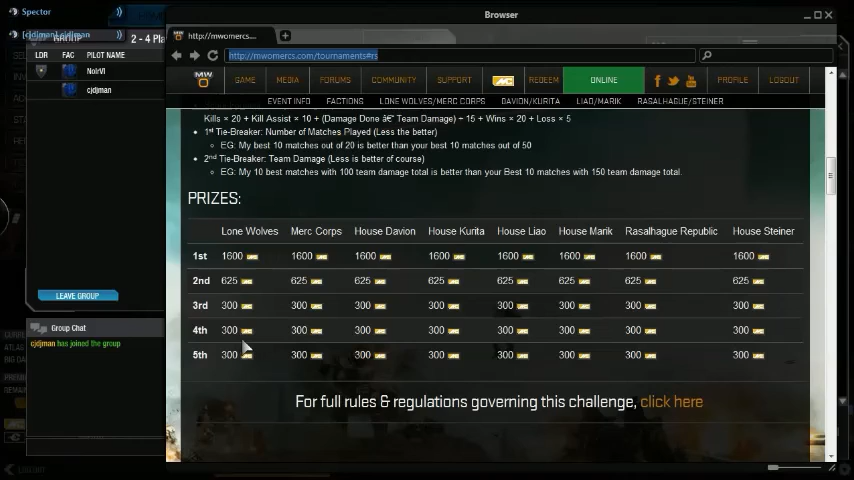 Spector
Browser
[cjdjman] cjdjman
GROUP
2 - 4 Pla
http://mwomercs....
LDR FAC PILOT NAME
http://mwomercs.com/tournaments#rs
NoirVI
cjdjman
MW
GAME MEDIA FORUMS COMMUNITY SUPPORT MC REDEEM ONLINE PROFILE LOGOUT
EVENT INFO FACTIONS LONE WOLVES/MERC CORPS DAVION/KURITA LIAO/MARIK RASALHAGUE/STEINER
Kills × 20 + Kill Assist × 10 + (Damage Done â€" Team Damage) ÷ 15 + Wins × 20 + Loss × 5
• 1st Tie-Breaker: Number of Matches Played (Less the better)
• EG: My best 10 matches out of 20 is better than your best 10 matches out of 50
• 2nd Tie-Breaker: Team Damage (Less is better of course)
• EG: My 10 best matches with 100 team damage total is better than your Best 10 matches with 150 team damage total.
PRIZES:
Lone Wolves Merc Corps House Davion House Kurita House Liao House Marik Rasalhague Republic House Steiner
1st 1600 1600 1600 1600 1600 1600 1600 1600
2nd 625 625 625 625 625 625 625 625
3rd 300 300 300 300 300 300 300 300
4th 300 300 300 300 300 300 300 300
5th 300 300 300 300 300 300 300 300
LEAVE GROUP
Group Chat
cjdjman has joined the group
For full rules & regulations governing this challenge, click here